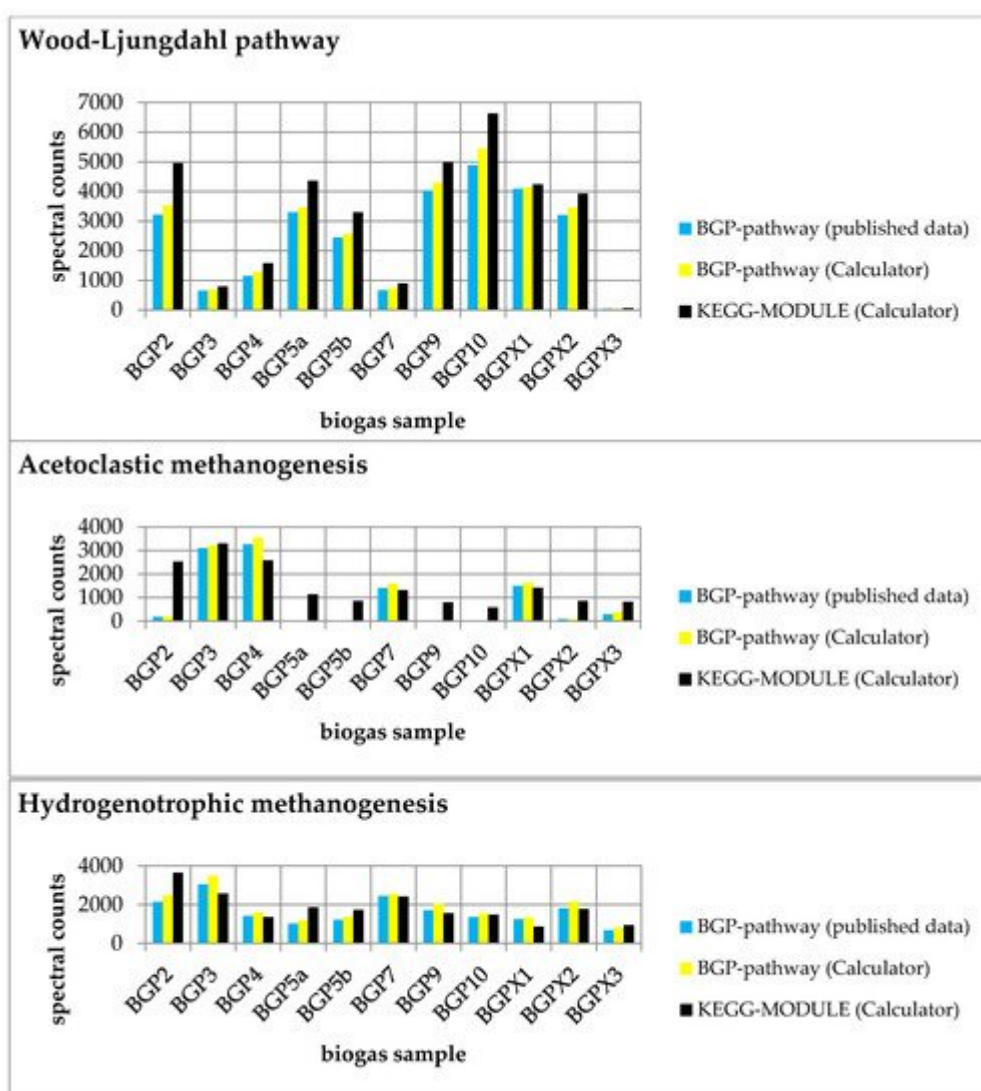 Wood-Ljungdahl pathway
spectral counts
7000
6000
5000
4000
3000
2000
1000
0
BGP2
BGP3
BGP4
BGP5a
BGP5b
BGP7
BGP9
BGP10
BGPX1
BGPX2
BGPX3
biogas sample
BGP-pathway (published data)
BGP-pathway (Calculator)
KEGG-MODULE (Calculator)
Acetoclastic methanogenesis
spectral counts
4000
3000
2000
1000
0
BGP2
BGP3
BGP4
BGP5a
BGP5b
BGP7
BGP9
BGP10
BGPX1
BGPX2
BGPX3
biogas sample
BGP-pathway (published data)
BGP-pathway (Calculator)
KEGG-MODULE (Calculator)
Hydrogenotrophic methanogenesis
spectral counts
4000
2000
0
BGP2
BGP3
BGP4
BGP5a
BGP5b
BGP7
BGP9
BGP10
BGPX1
BGPX2
BGPX3
biogas sample
BGP-pathway (published data)
BGP-pathway (Calculator)
KEGG-MODULE (Calculator)